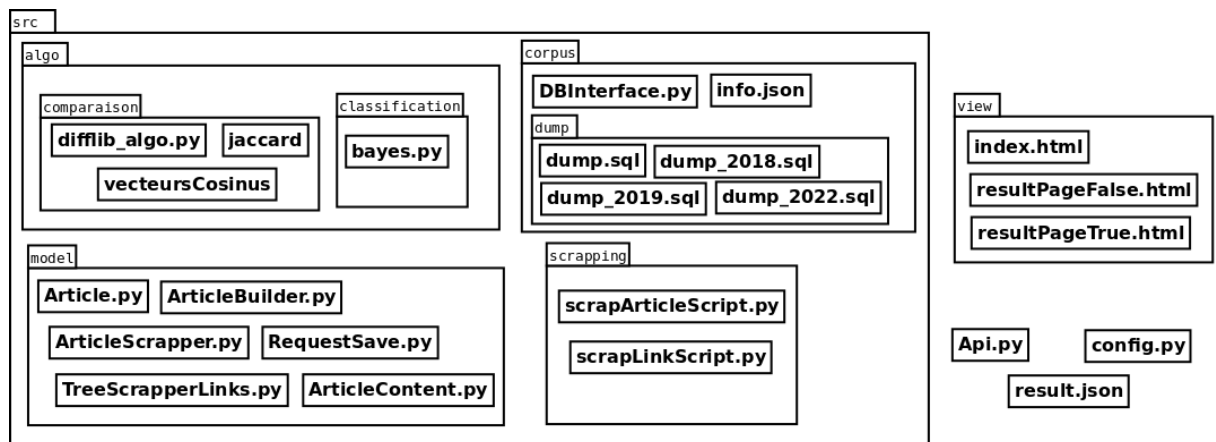 src
algo
comparaison
difflib_algo.py
jaccard
vecteursCosinus
classification
bayes.py
corpus
DBInterface.py
info.json
dump
dump.sql
dump_2018.sql
dump_2019.sql
dump_2022.sql
model
Article.py
ArticleBuilder.py
ArticleScrapper.py
RequestSave.py
TreeScrapperLinks.py
ArticleContent.py
scrapping
scrapArticleScript.py
scrapLinkScript.py
view
index.html
resultPageFalse.html
resultPageTrue.html
Api.py
config.py
result.json